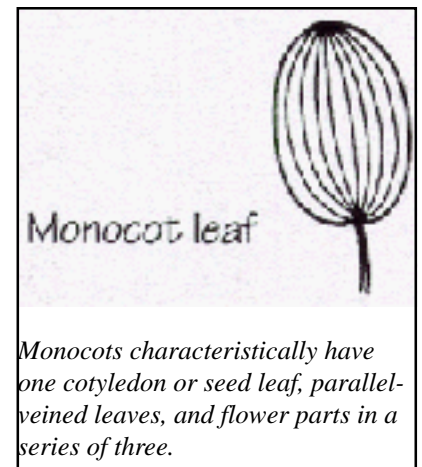 Monocot leaf
Monocots characteristically have
one cotyledon or seed leaf, parallel-
veined leaves, and flower parts in a
series of three.